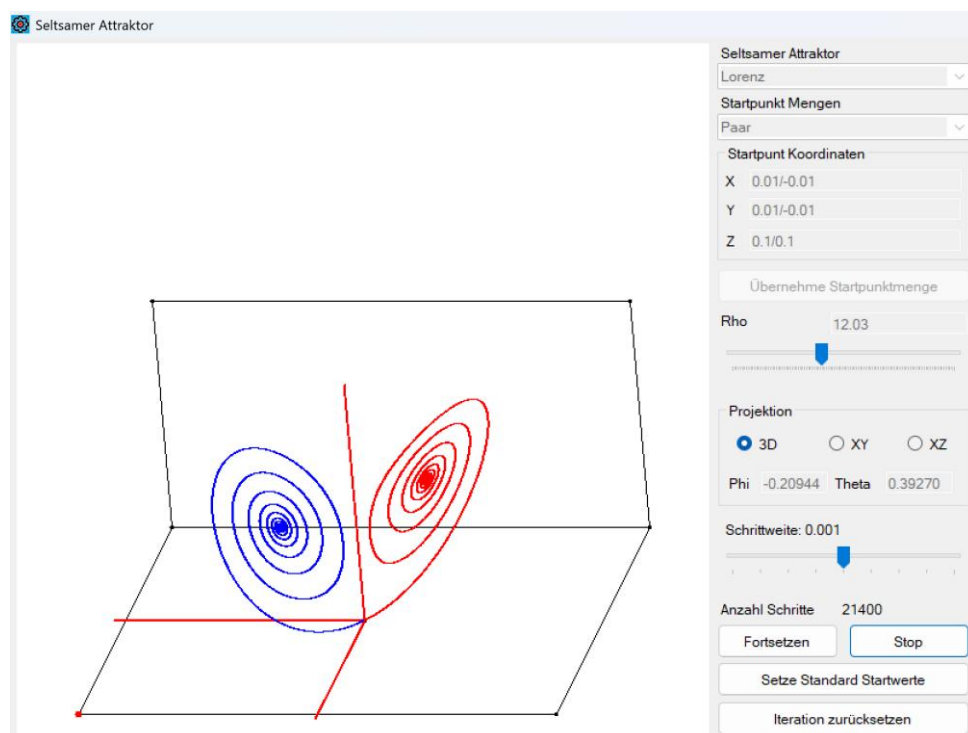 Seltsamer Attraktor
Seltsamer Attraktor
Lorenz
Startpunkt Mengen
Paar
Startpunt Koordinaten
X 0.01/-0.01
Y 0.01/-0.01
Z 0.1/0.1
Übernehme Startpunktmenge
Rho 12.03
Projektion
3D XY XZ
Phi -0.20944 Theta 0.39270
Schrittweite: 0.001
Anzahl Schritte 21400
Fortsetzen Stop
Setze Standard Startwerte
Iteration zurücksetzen